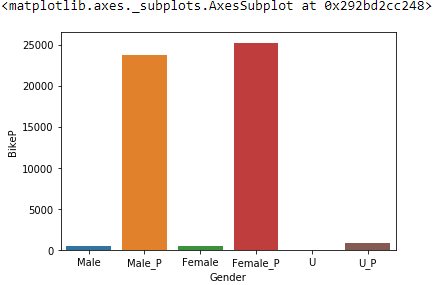 <matplotlib.axes._subplots.AxesSubplot at 0x292bd2cc248>
25000
20000
15000
10000
5000
0
BikeP
Male Male_P Female Female_P U U_P
Gender